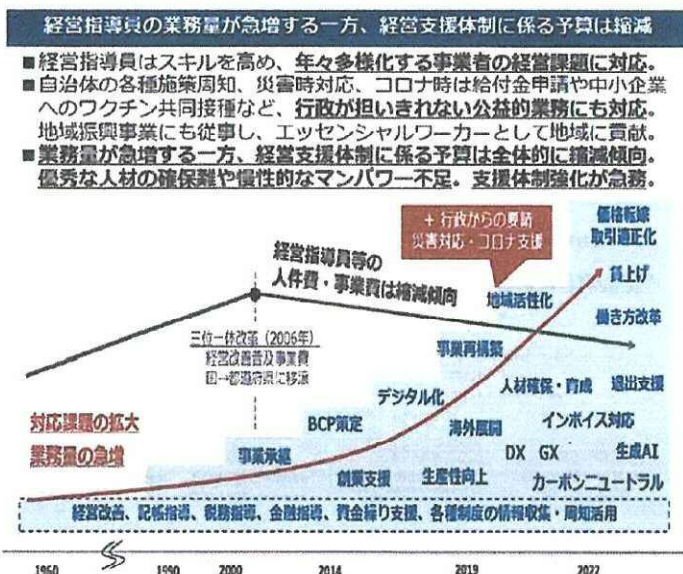 経営指導員の業務量が急増する一方、経営支援体制に係る予算は縮減
■経営指導員はスキルを高め、年々多様化する事業者の経営課題に対応。
■自治体の各種施策周知、災害時対応、コロナ時は給付金申請や中小企業
へのワクチン共同接種など、行政が担いきれない公益的業務にも対応。
地域振興事業にも従事し、エッセンシャルワーカーとして地域に貢献。
■業務量が急増する一方、経営支援体制に係る予算は全体的に縮減傾向。
優秀な人材の確保難や慢性的なマンパワー不足。支援体制強化が急務。
+ 行政からの要請
災害対応・コロナ支援
価格転嫁
取引適正化
経営指導員等の
人件費・事業費は縮減傾向
賃上げ
地域活性化
働き方改革
三位一体改革(2006年)
経営改善普及事業費
国→都道府県に移譲
事業再構築
デジタル化
人材確保・育成
退出支援
対応課題の拡大
BCP策定
海外展開
インボイス対応
業務量の急増
事業承継
DX GX
生成AI
創業支援
生産性向上
カーボンニュートラル
経営改善、記帳指導、税務指導、金融指導、資金繰り支援、各種制度の情報収集・周知活用
1960 1990 2000 2014 2019 2022